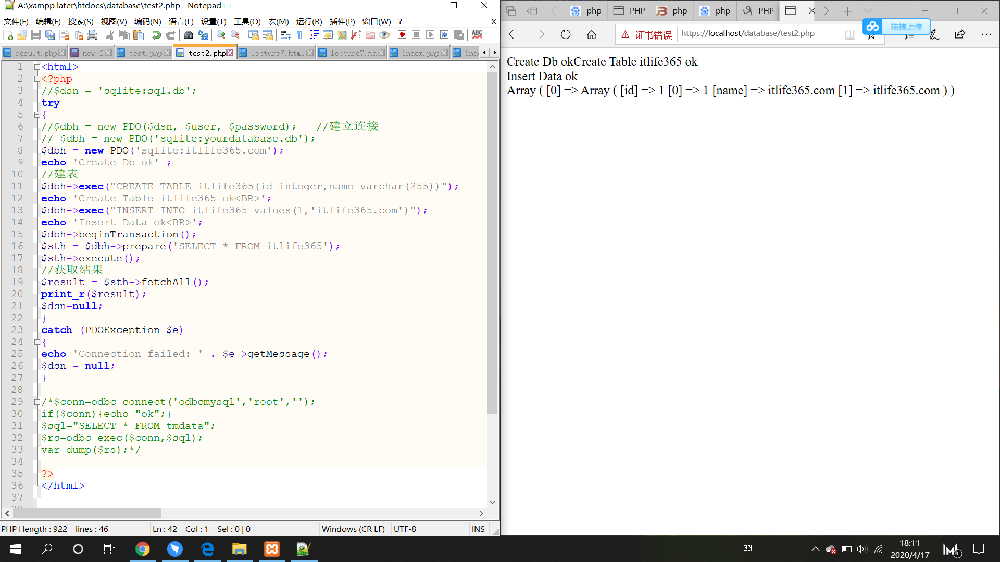 A:\xampp later\htdocs\database\test2.php - Notepad++
文件(F) 编辑(E) 搜索(S) 视图(V) 编码(N) 语言(L) 设置(T) 工具(O) 宏(M) 运行(R) 插件(P) 窗口(W) ? X
result.php new 2 test.php test2.php lecture7.html lecture7.md index.php
1 <html>
2 <?php
3 //$dsn = 'sqlite:sql.db';
4 try
5 {
6 //$dbh = new PDO($dsn, $user, $password); //建立连接
7 // $dbh = new PDO('sqlite:yourdatabase.db');
8 $dbh = new PDO('sqlite:itlife365.com');
9 echo 'Create Db ok' ;
10 //建表
11 $dbh->exec("CREATE TABLE itlife365(id integer,name varchar(255))");
12 echo 'Create Table itlife365 ok<BR>';
13 $dbh->exec("INSERT INTO itlife365 values(1,'itlife365.com')");
14 echo 'Insert Data ok<BR>';
15 $dbh->beginTransaction();
16 $sth = $dbh->prepare('SELECT * FROM itlife365');
17 $sth->execute();
18 //获取结果
19 $result = $sth->fetchAll();
20 print_r($result);
21 $dsn=null;
22 }
23 catch (PDOException $e)
24 {
25 echo 'Connection failed: ' . $e->getMessage();
26 $dsn = null;
27 }
28
29 /*$conn=odbc_connect('odbcmysql','root','');
30 if($conn){echo "ok";}
31 $sql="SELECT * FROM tmdata";
32 $rs=odbc_exec($conn,$sql);
33 var_dump($rs);*/
34
35 ?>
36 </html>
37
PHP length : 922 lines : 46 Ln : 42 Col : 1 Sel : 0 | 0 Windows (CR LF) UTF-8 INS
php PHP php php PHP
证书错误 https://localhost/database/test2.php
拖拽上传
Create Db okCreate Table itlife365 ok
Insert Data ok
Array ( [0] => Array ( [id] => 1 [0] => 1 [name] => itlife365.com [1] => itlife365.com ) )
EN
18:11
2020/4/17